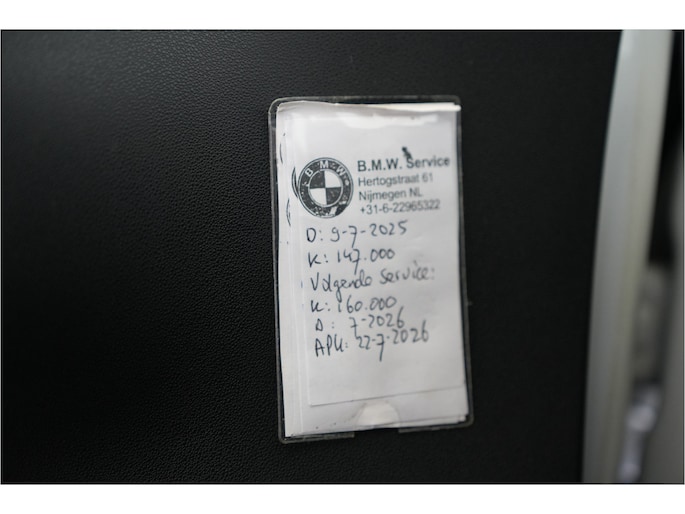 BMW
B.M.W. Service
Hertogstraat 61
Nijmegen NL
+31-6-22965322
D: 9-7-2025
K: 147.000
Volgende service:
K: 160.000
D: 7-2026
APK: 22-7-2026